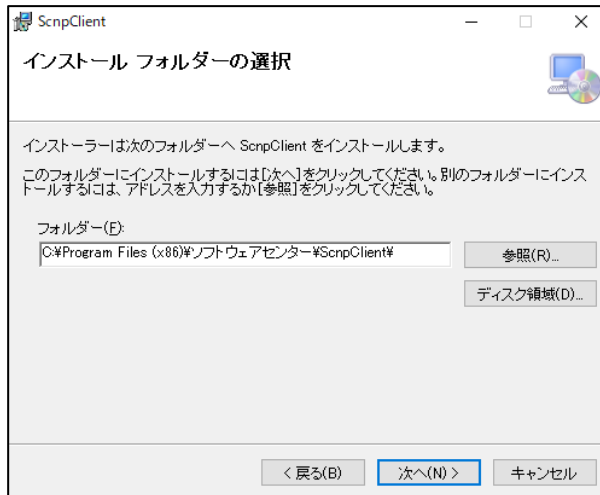 ScnpClient
インストール フォルダーの選択
インストーラーは次のフォルダーへ ScnpClient をインストールします。
このフォルダーにインストールするには[次へ]をクリックしてください。別のフォルダーにインス
トールするには、アドレスを入力するか[参照]をクリックしてください。
フォルダー(F):
C:¥Program Files (x86)¥ソフトウェアセンター¥ScnpClient¥
参照(R)...
ディスク領域(D)...
< 戻る(B)
次へ(N) >
キャンセル